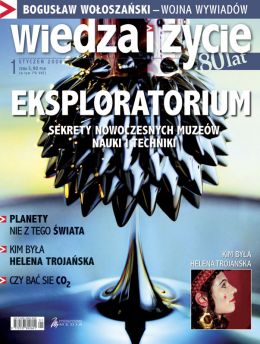 BOGUSŁAW WOŁOSZAŃSKI – WOJNA WYWIADÓW
wiedza i życie
80 lat
1
STYCZEŃ 2006
EKSPLORATORIUM
SEKRETY NOWOCZESNYCH MUZEÓW
NAUKI I TECHNIKI
PLANETY
NIE Z TEGO ŚWIATA
KIM BYŁA
HELENA TROJAŃSKA
CZY BAĆ SIĘ CO₂
KIM BYŁA
HELENA TROJAŃSKA